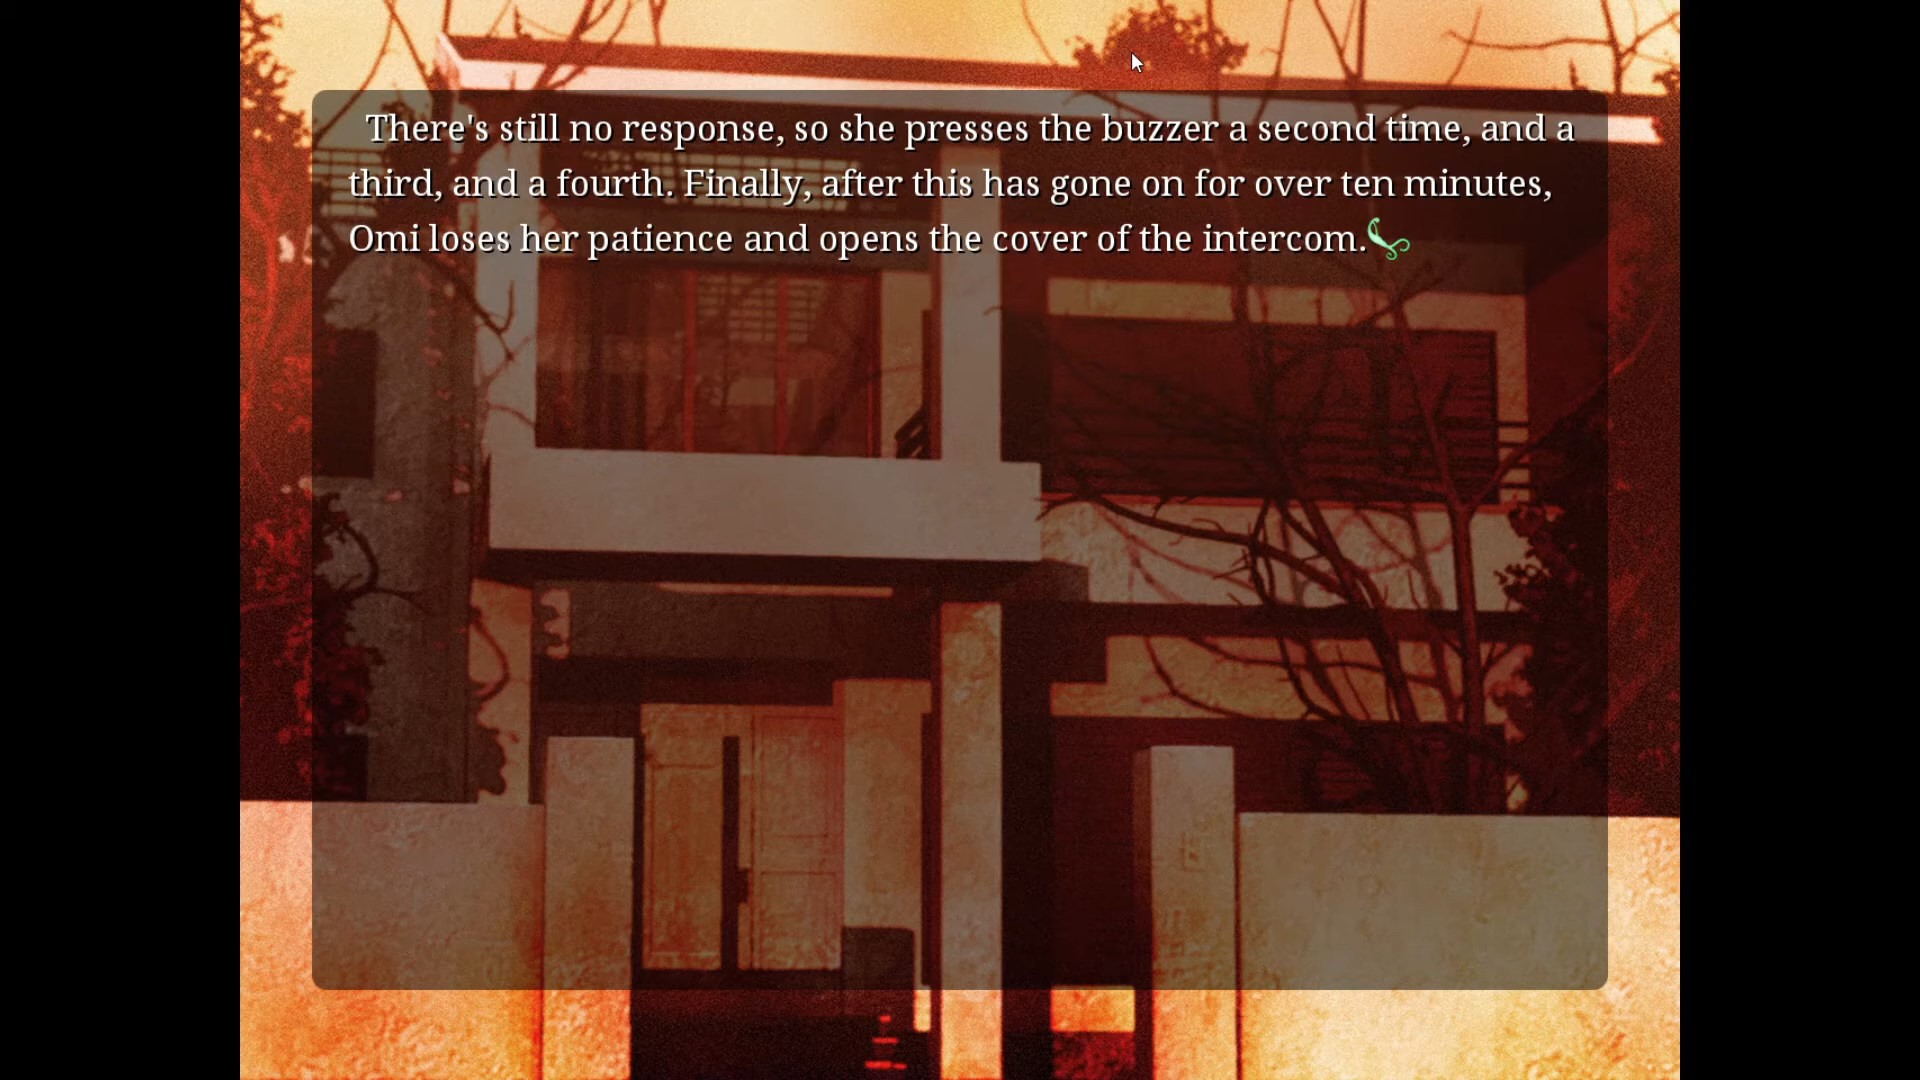 There's still no response, so she presses the buzzer a second time, and a
third, and a fourth. Finally, after this has gone on for over ten minutes,
Omi loses her patience and opens the cover of the intercom.